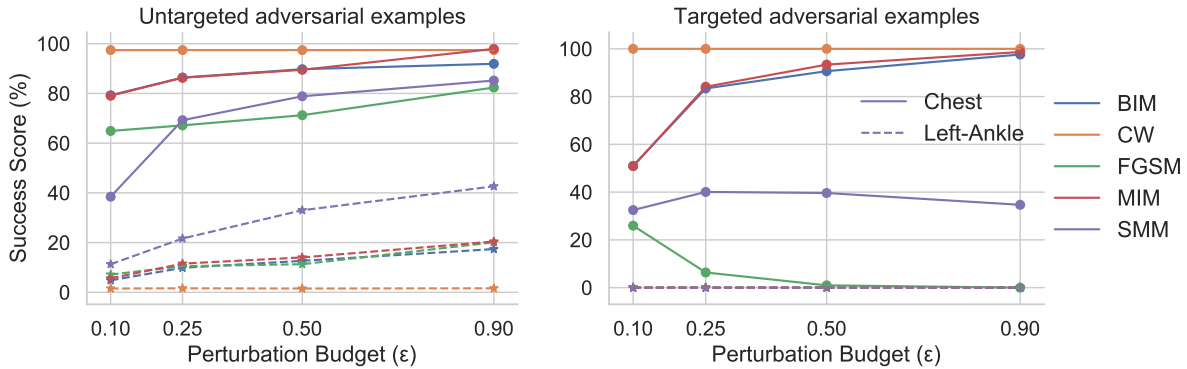 Untargeted adversarial examples
Targeted adversarial examples
Success Score (%)
100
80
60
40
20
0
0.10 0.25 0.50 0.90
Perturbation Budget (ε)
100
80
60
40
20
0
0.10 0.25 0.50 0.90
Perturbation Budget (ε)
Chest
Left-Ankle
BIM
CW
FGSM
MIM
SMM